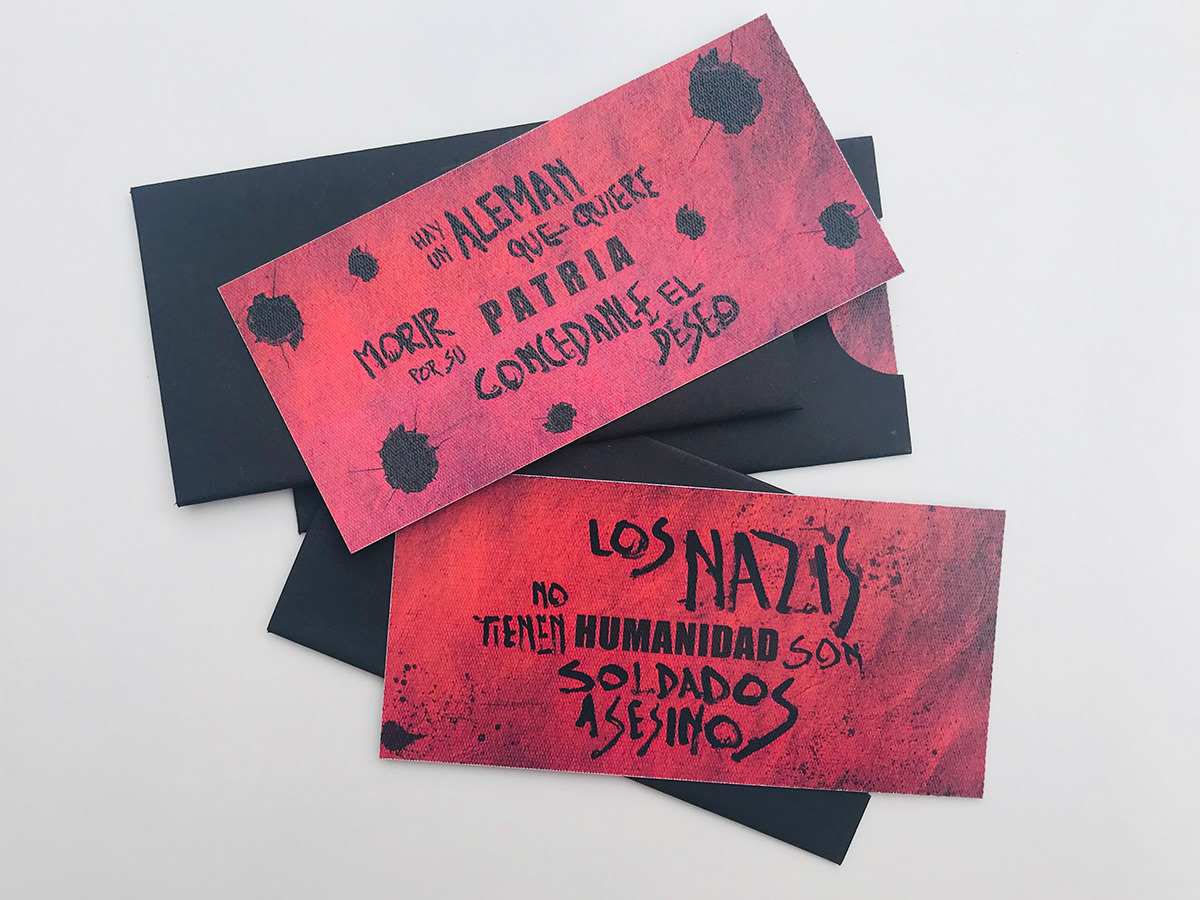 HAY UN ALEMAN
QUE QUIERE
MORIR POR SU PATRIA
CONCEDANLE EL
DESEO
LOS NAZIS
NO
TIENEN HUMANIDAD SON
SOLDADOS
ASESINOS